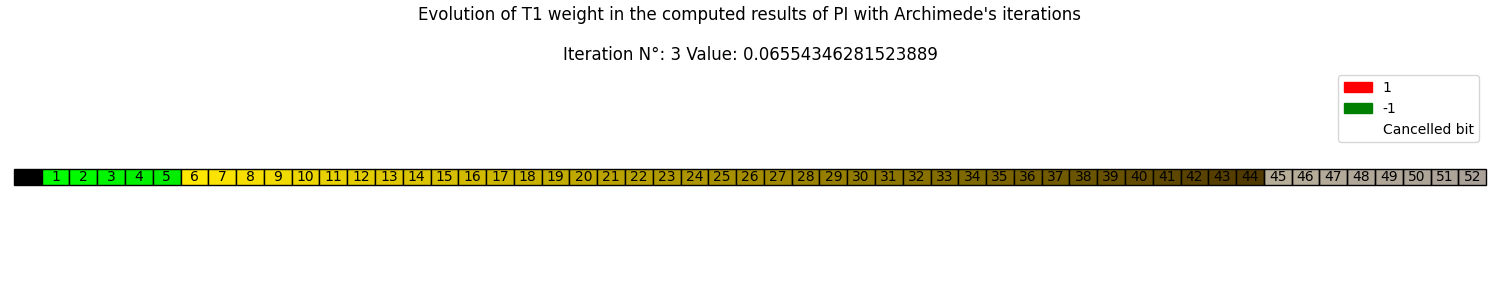 Evolution of T1 weight in the computed results of PI with Archimede's iterations
Iteration N°: 3 Value: 0.06554346281523889
1
-1
Cancelled bit
1 2 3 4 5 6 7 8 9 10 11 12 13 14 15 16 17 18 19 20 21 22 23 24 25 26 27 28 29 30 31 32 33 34 35 36 37 38 39 40 41 42 43 44 45 46 47 48 49 50 51 52